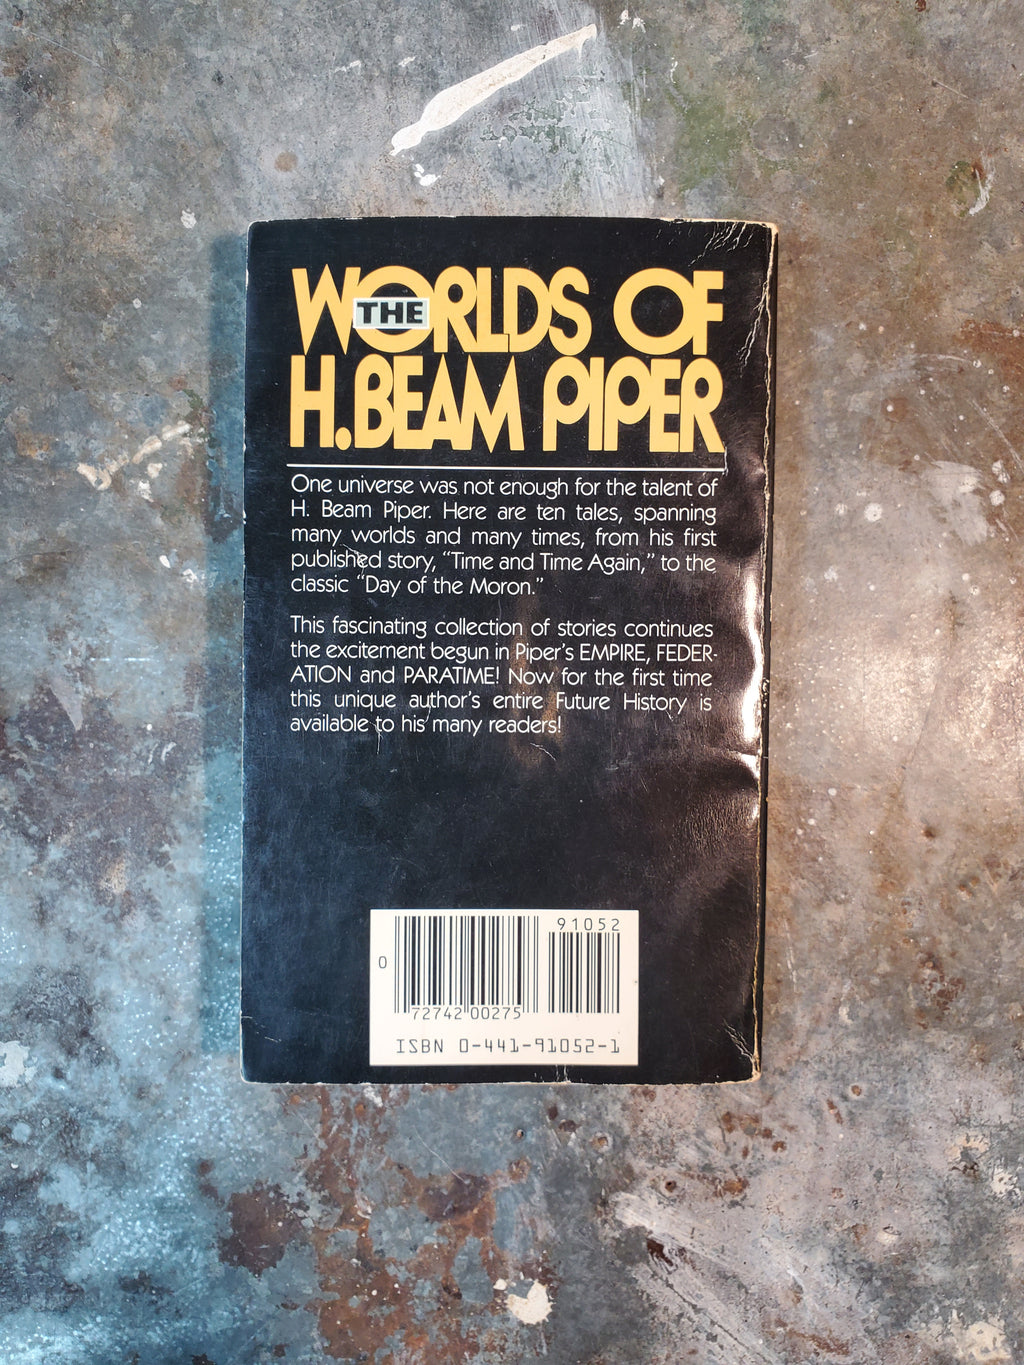 THE
WORLDS OF
H. BEAM PIPER
One universe was not enough for the talent of
H. Beam Piper. Here are ten tales, spanning
many worlds and many times, from his first
published story, “Time and Time Again,” to the
classic “Day of the Moron.”
This fascinating collection of stories continues
the excitement begun in Piper’s EMPIRE, FEDER-
ATION and PARATIME! Now for the first time
this unique author’s entire Future History is
available to his many readers!
91052
0
72742 00275
ISBN 0-441-91052-1